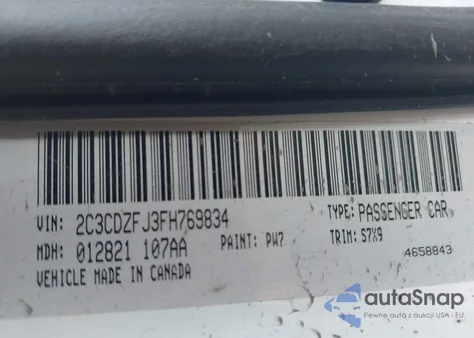 VIN: 2C3CDZFJ3FH769834 TYPE: PASSENGER CAR
MDH: 012821 107AA PAINT: PW7 TRIM: S7X9
VEHICLE MADE IN CANADA 4658843
autoSnap
Pewne auta z aukcji USA i EU